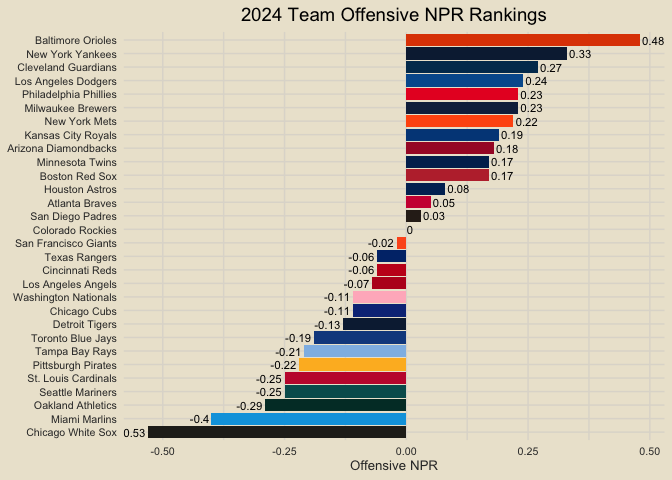 2024 Team Offensive NPR Rankings
Baltimore Orioles 0.48
New York Yankees 0.33
Cleveland Guardians 0.27
Los Angeles Dodgers 0.24
Philadelphia Phillies 0.23
Milwaukee Brewers 0.23
New York Mets 0.22
Kansas City Royals 0.19
Arizona Diamondbacks 0.18
Minnesota Twins 0.17
Boston Red Sox 0.17
Houston Astros 0.08
Atlanta Braves 0.05
San Diego Padres 0.03
Colorado Rockies 0
San Francisco Giants -0.02
Texas Rangers -0.06
Cincinnati Reds -0.06
Los Angeles Angels -0.07
Washington Nationals -0.11
Chicago Cubs -0.11
Detroit Tigers -0.13
Toronto Blue Jays -0.19
Tampa Bay Rays -0.21
Pittsburgh Pirates -0.22
St. Louis Cardinals -0.25
Seattle Mariners -0.25
Oakland Athletics -0.29
Miami Marlins -0.4
Chicago White Sox 0.53
-0.50 -0.25 0.00 0.25 0.50
Offensive NPR